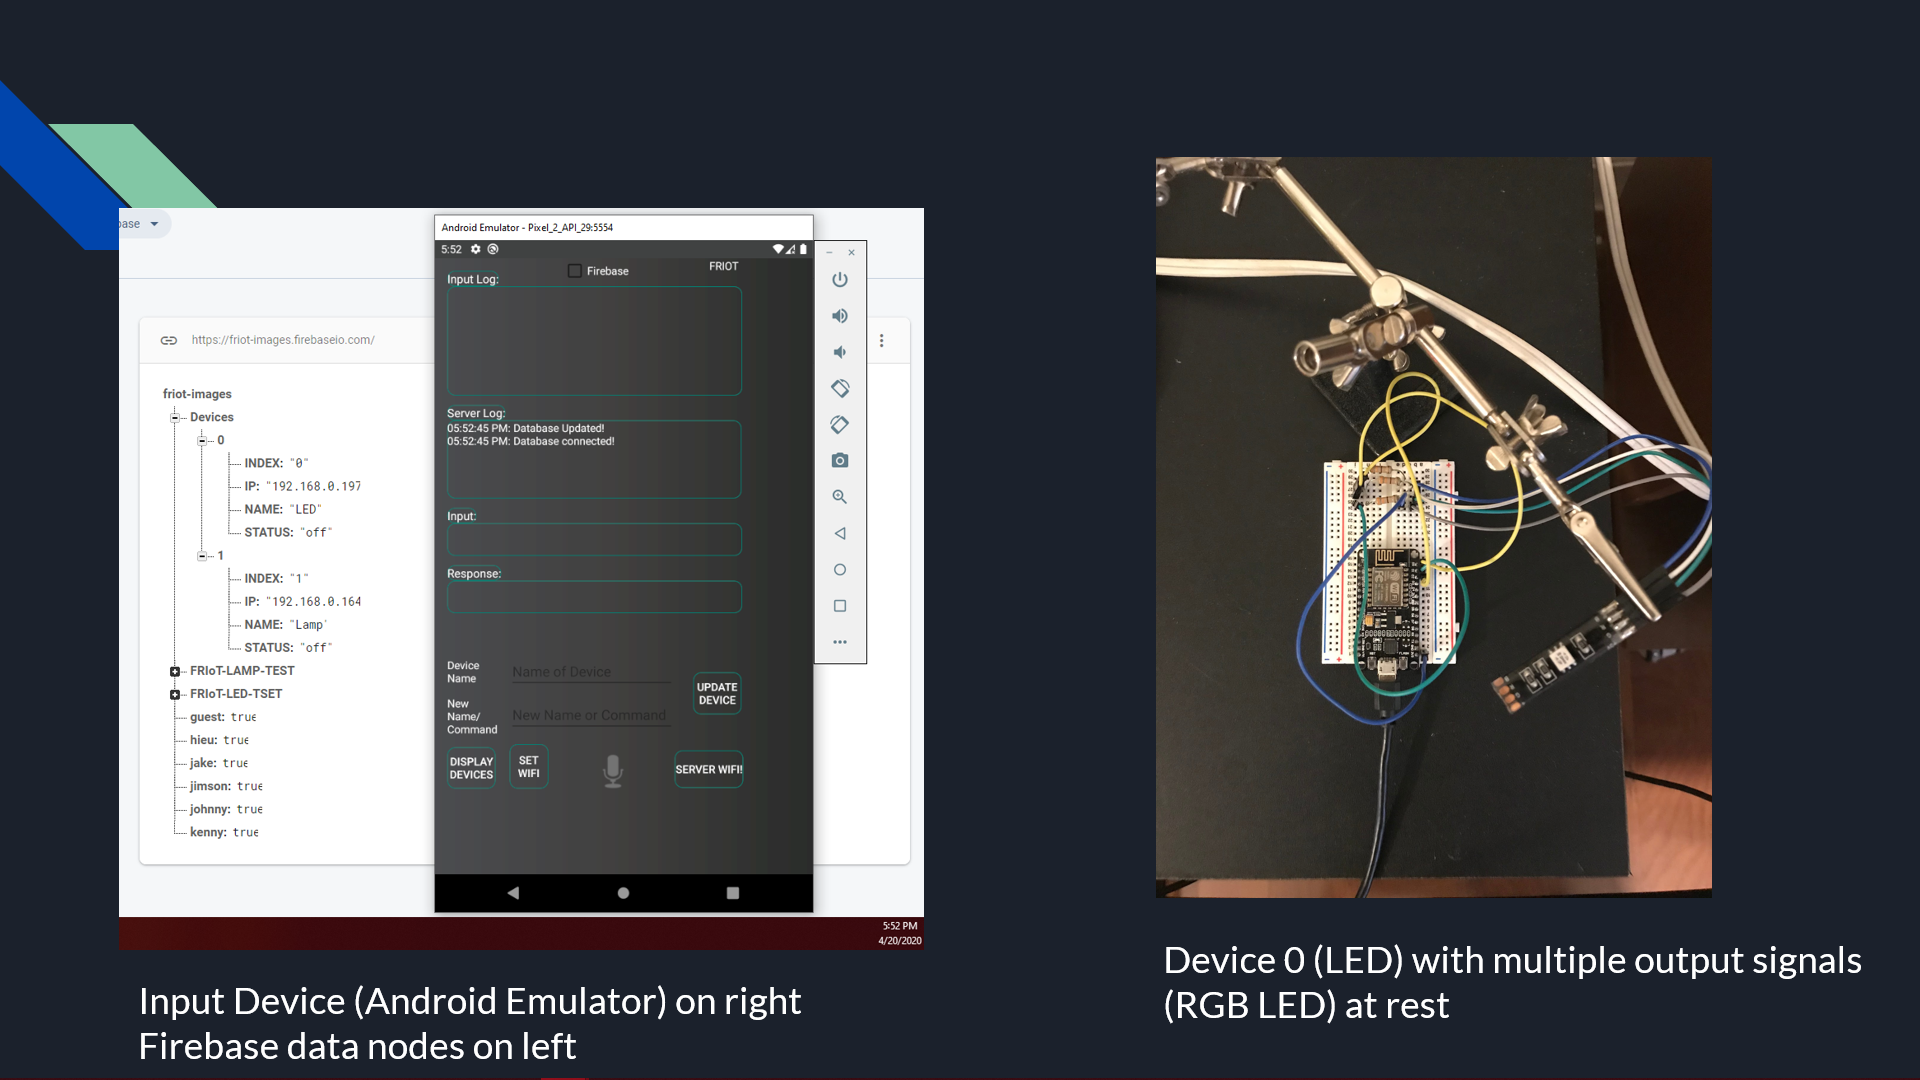 base
https://friot-images.firebaseio.com/
friot-images
Devices
0
INDEX: "0"
IP: "192.168.0.197
NAME: "LED"
STATUS: "off"
1
INDEX: "1"
IP: "192.168.0.164
NAME: "Lamp'
STATUS: "off"
FRIoT-LAMP-TEST
FRIoT-LED-TSET
guest: true
hieu: true
jake: true
jimson: true
johnny: true
kenny: true
Android Emulator - Pixel_2_API_29:5554
5:52
Firebase
FRIOT
Input Log:
Server Log:
05:52:45 PM: Database Updated!
05:52:45 PM: Database connected!
Input:
Response:
Device
Name
Name of Device
New
Name/
Command
New Name or Command
UPDATE
DEVICE
DISPLAY
DEVICES
SET
WIFI
SERVER WIFI!
5:52 PM
4/20/2020
Input Device (Android Emulator) on right
Firebase data nodes on left
Device 0 (LED) with multiple output signals
(RGB LED) at rest